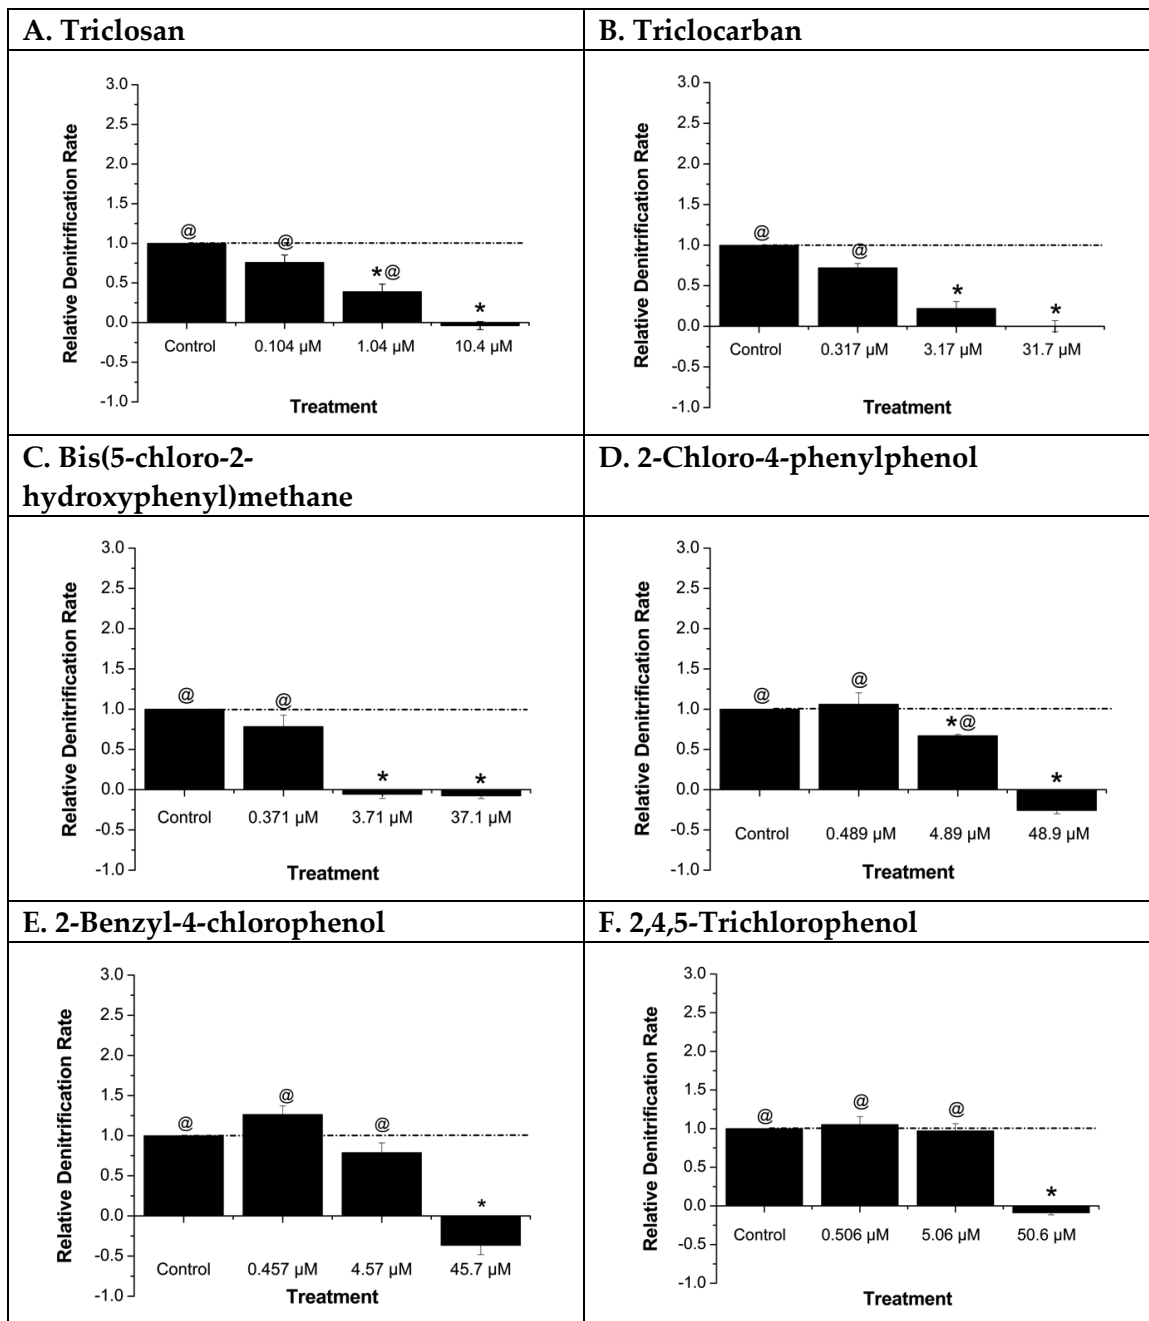 A. Triclosan
Relative Denitrification Rate
3.0
2.5
2.0
1.5
1.0
0.5
0.0
-0.5
-1.0
@
@
*@
*
Control
0.104 µM
1.04 µM
10.4 µM
Treatment
B. Triclocarban
Relative Denitrification Rate
3.0
2.5
2.0
1.5
1.0
0.5
0.0
-0.5
-1.0
@
@
*
*
Control
0.317 µM
3.17 µM
31.7 µM
Treatment
C. Bis(5-chloro-2-
hydroxyphenyl)methane
Relative Denitrification Rate
3.0
2.5
2.0
1.5
1.0
0.5
0.0
-0.5
-1.0
@
@
*
*
Control
0.371 µM
3.71 µM
37.1 µM
Treatment
D. 2-Chloro-4-phenylphenol
Relative Denitrification Rate
3.0
2.5
2.0
1.5
1.0
0.5
0.0
-0.5
-1.0
@
@
*@
*
Control
0.489 µM
4.89 µM
48.9 µM
Treatment
E. 2-Benzyl-4-chlorophenol
Relative Denitrification Rate
3.0
2.5
2.0
1.5
1.0
0.5
0.0
-0.5
-1.0
@
@
@
*
Control
0.457 µM
4.57 µM
45.7 µM
Treatment
F. 2,4,5-Trichlorophenol
Relative Denitrification Rate
3.0
2.5
2.0
1.5
1.0
0.5
0.0
-0.5
-1.0
@
@
@
*
Control
0.506 µM
5.06 µM
50.6 µM
Treatment